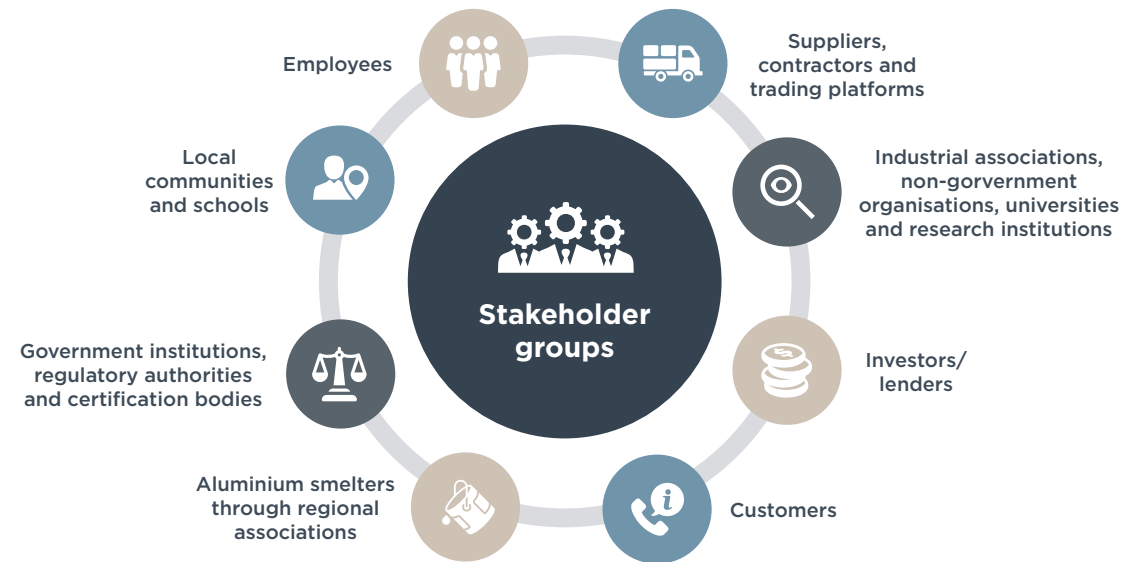 Employees
Suppliers,
contractors and
trading platforms
Local
communities
and schools
Industrial associations,
non-gorvernment
organisations, universities
and research institutions
Stakeholder
groups
Government institutions,
regulatory authorities
and certification bodies
Investors/
lenders
Aluminium smelters
through regional
associations
Customers